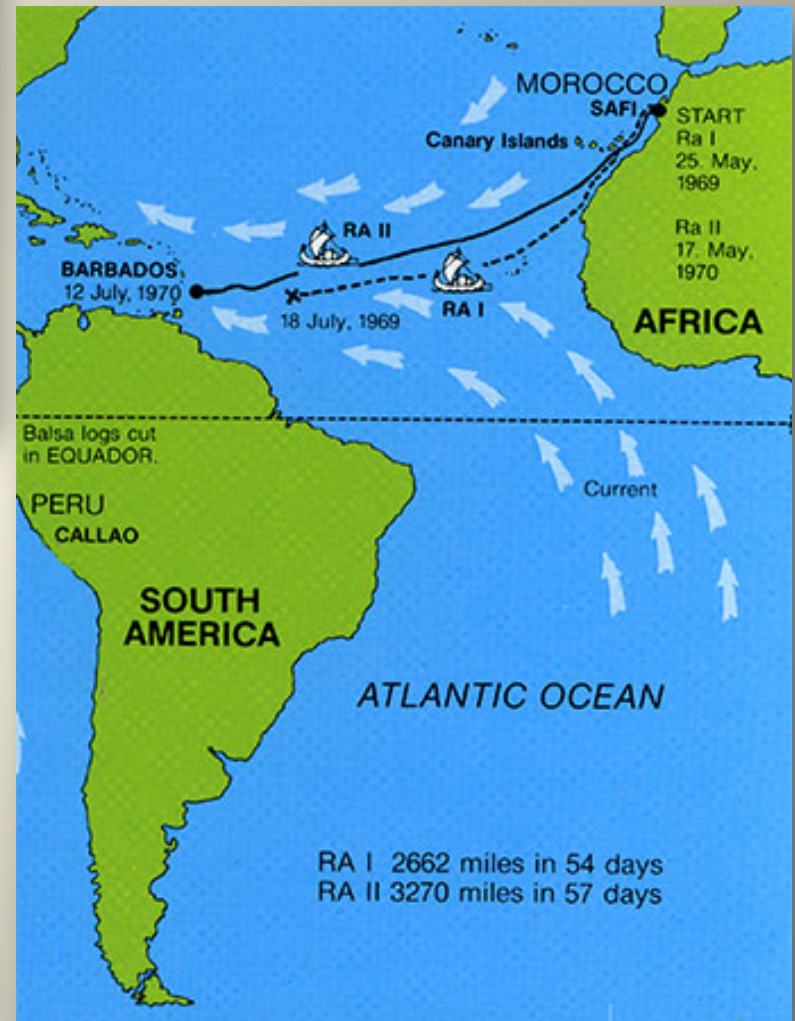 MOROCCO
SAFI
START
Ra I
25. May,
1969
Ra II
17. May,
1970
Canary Islands
RA II
BARBADOS
12 July, 1970
RA I
18 July, 1969
AFRICA
Balsa logs cut
in EQUADOR.
Current
PERU
CALLAO
SOUTH
AMERICA
ATLANTIC OCEAN
RA I 2662 miles in 54 days
RA II 3270 miles in 57 days